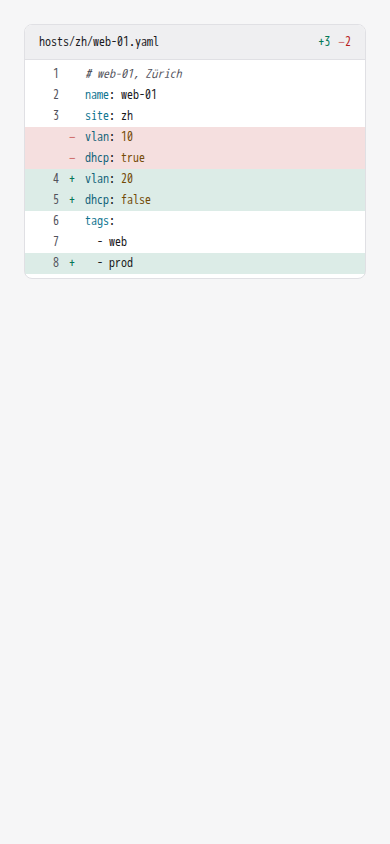 hosts/zh/web-01.yaml +3 −2
1 # web-01, Zürich
2 name: web-01
3 site: zh
− vlan: 10
− dhcp: true
4 + vlan: 20
5 + dhcp: false
6 tags:
7 - web
8 + - prod